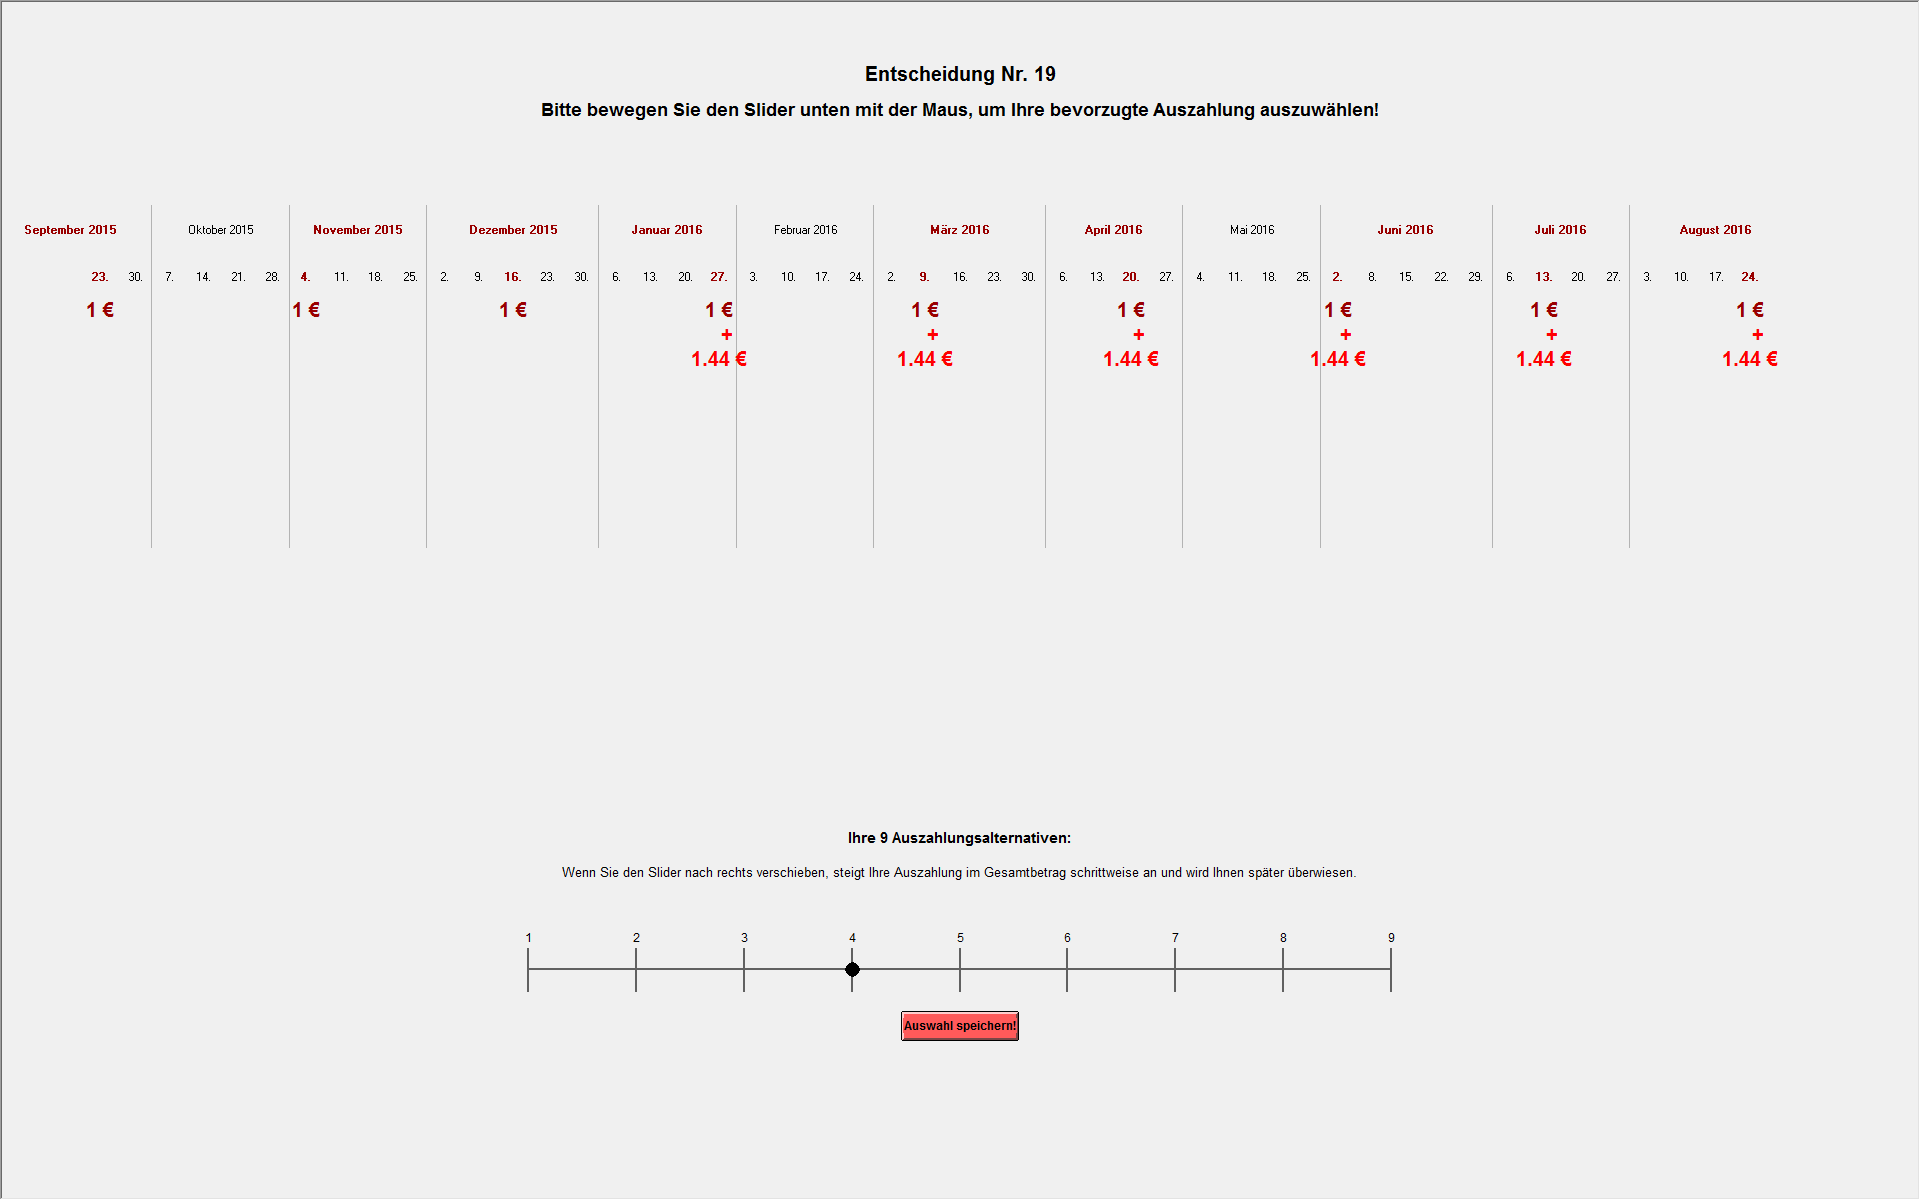 Entscheidung Nr. 19
Bitte bewegen Sie den Slider unten mit der Maus, um Ihre bevorzugte Auszahlung auszuwählen!
September 2015 Oktober 2015 November 2015 Dezember 2015 Januar 2016 Februar 2016 März 2016 April 2016 Mai 2016 Juni 2016 Juli 2016 August 2016
23. 30. 7. 14. 21. 28. 4. 11. 18. 25. 2. 9. 16. 23. 30. 6. 13. 20. 27. 3. 10. 17. 24. 2. 9. 16. 23. 30. 6. 13. 20. 27. 4. 11. 18. 25. 2. 8. 15. 22. 29. 6. 13. 20. 27. 3. 10. 17. 24.
1 € 1 € 1 € 1 € 1 € 1 € 1 € 1 € 1 €
+ + + + + +
1.44 € 1.44 € 1.44 € 1.44 € 1.44 € 1.44 €
Ihre 9 Auszahlungsalternativen:
Wenn Sie den Slider nach rechts verschieben, steigt Ihre Auszahlung im Gesamtbetrag schrittweise an und wird Ihnen später überwiesen.
1 2 3 4 5 6 7 8 9
Auswahl speichern!